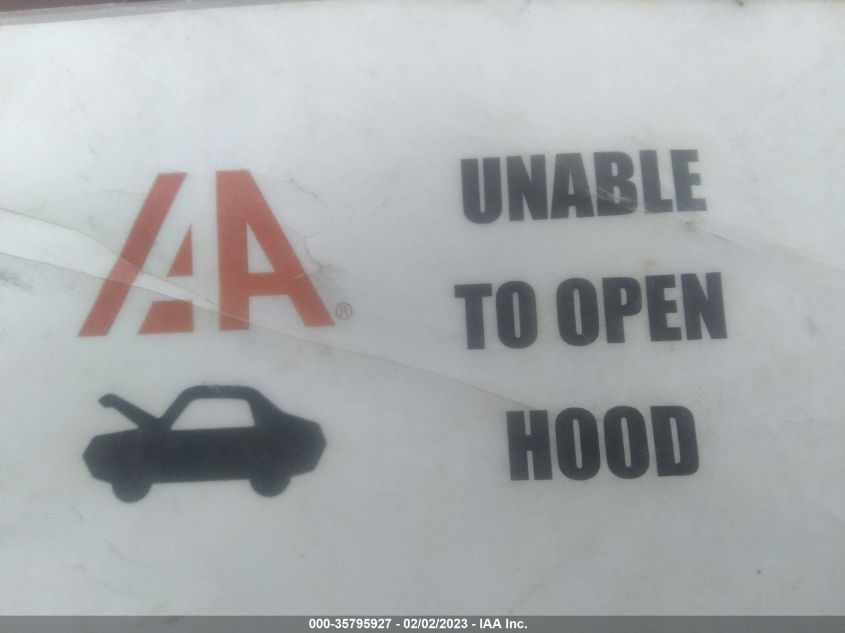 IAA®
UNABLE
TO OPEN
HOOD
000-35795927 - 02/02/2023 - IAA Inc.